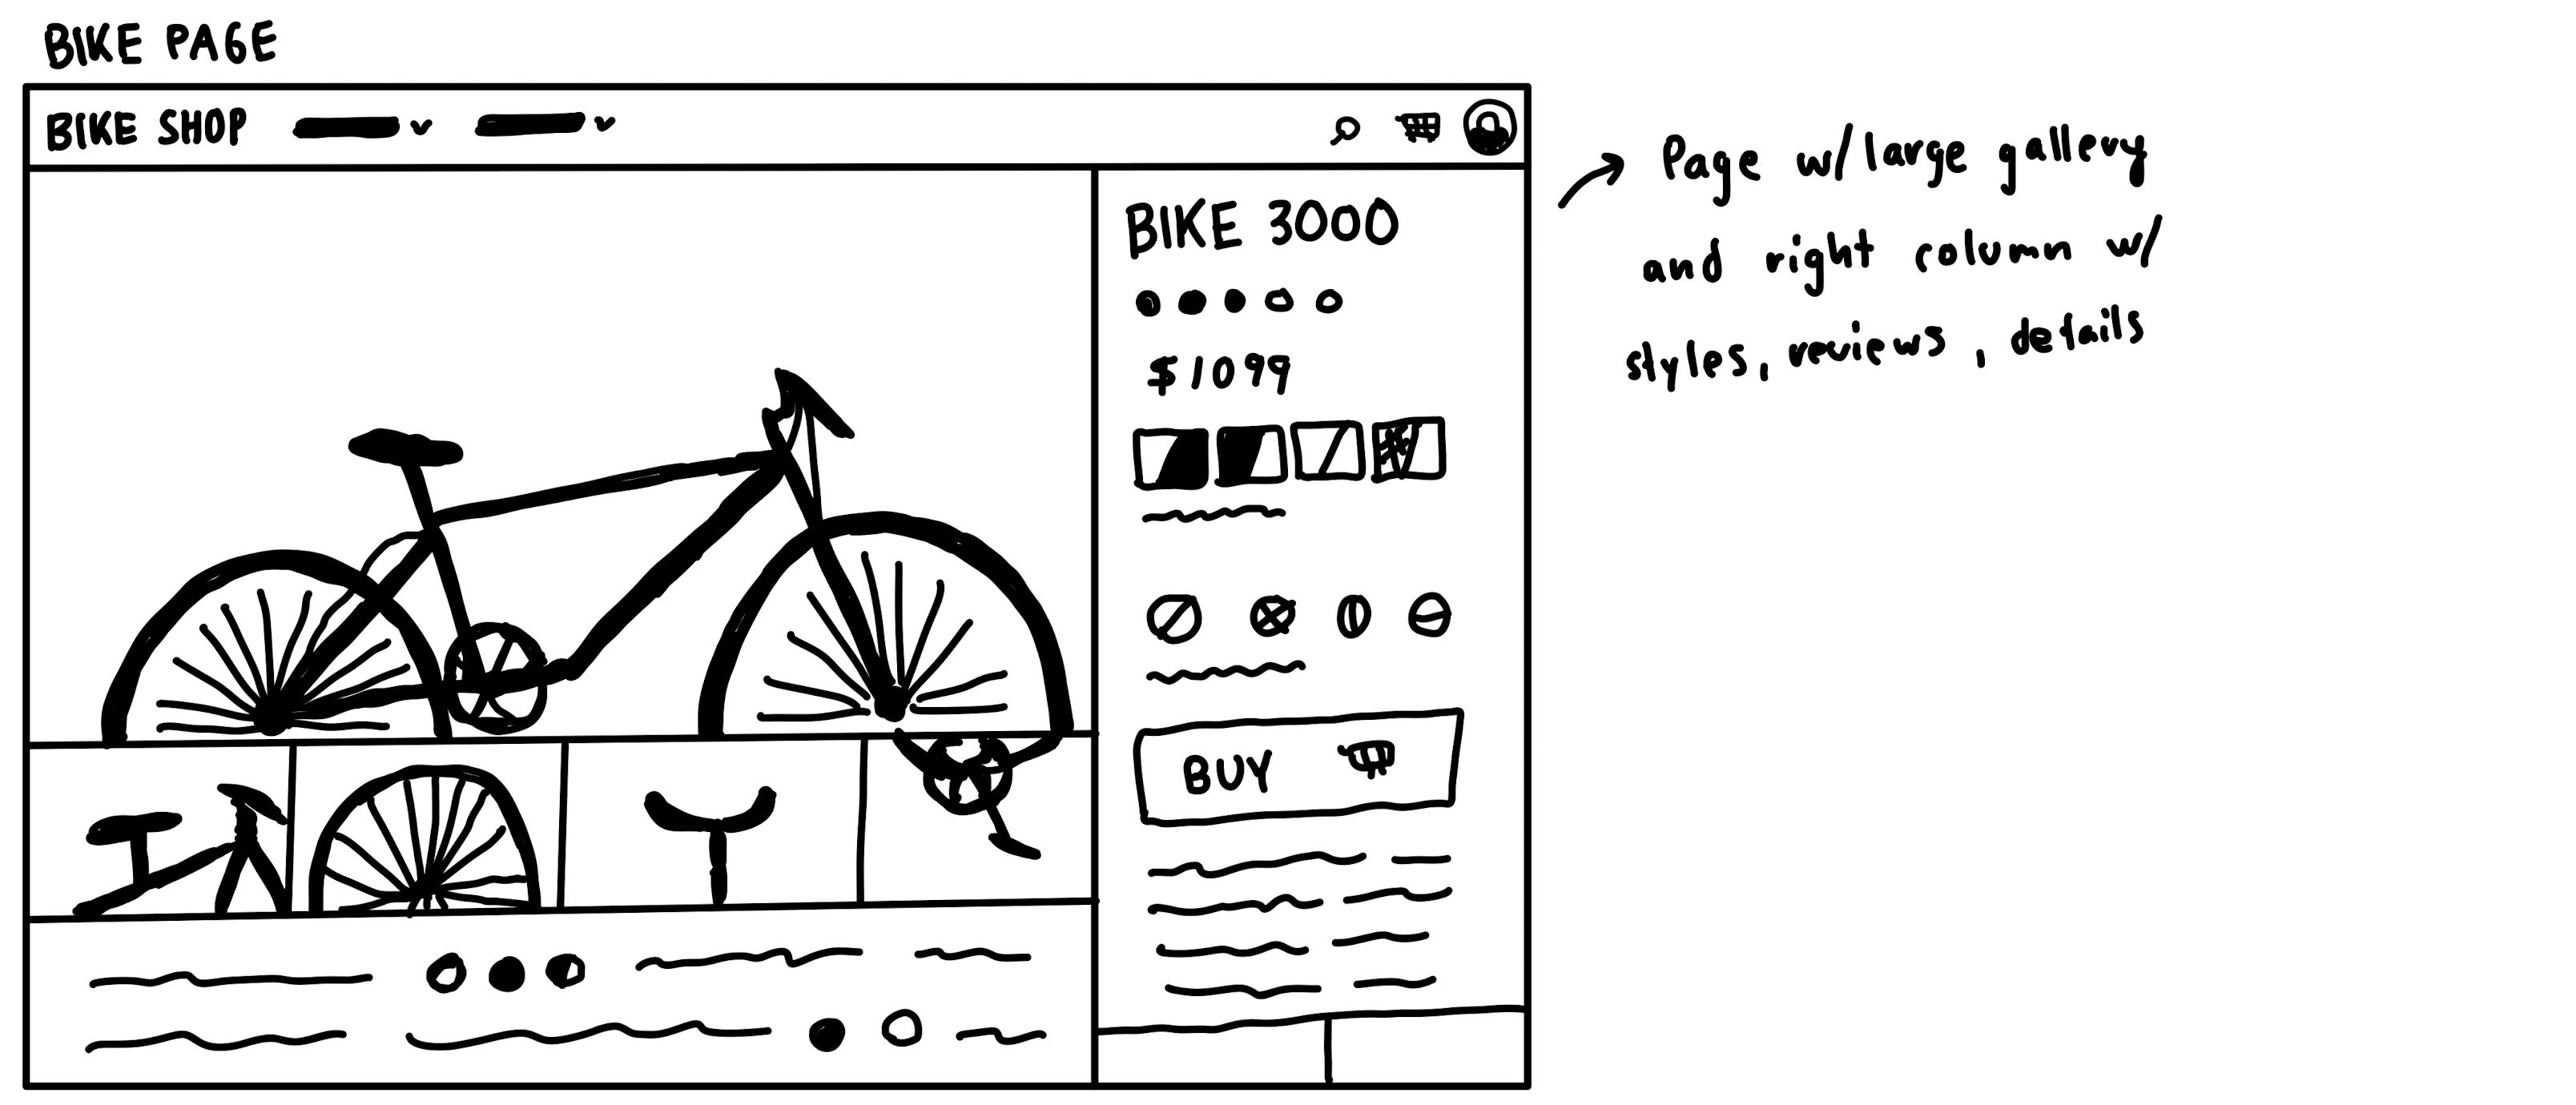 BIKE PAGE
BIKE SHOP
BIKE 3000
$1099
BUY
Page w/ large gallery
and right column w/
styles, reviews, details